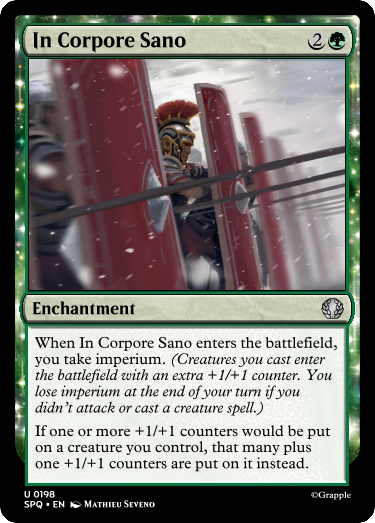 In Corpore Sano 2
Enchantment
When In Corpore Sano enters the battlefield,
you take imperium. (Creatures you cast enter
the battlefield with an extra +1/+1 counter. You
lose imperium at the end of your turn if you
didn't attack or cast a creature spell.)
If one or more +1/+1 counters would be put
on a creature you control, that many plus
one +1/+1 counters are put on it instead.
U 0198 ©Grapple
SPQ • EN Mathieu Seveno